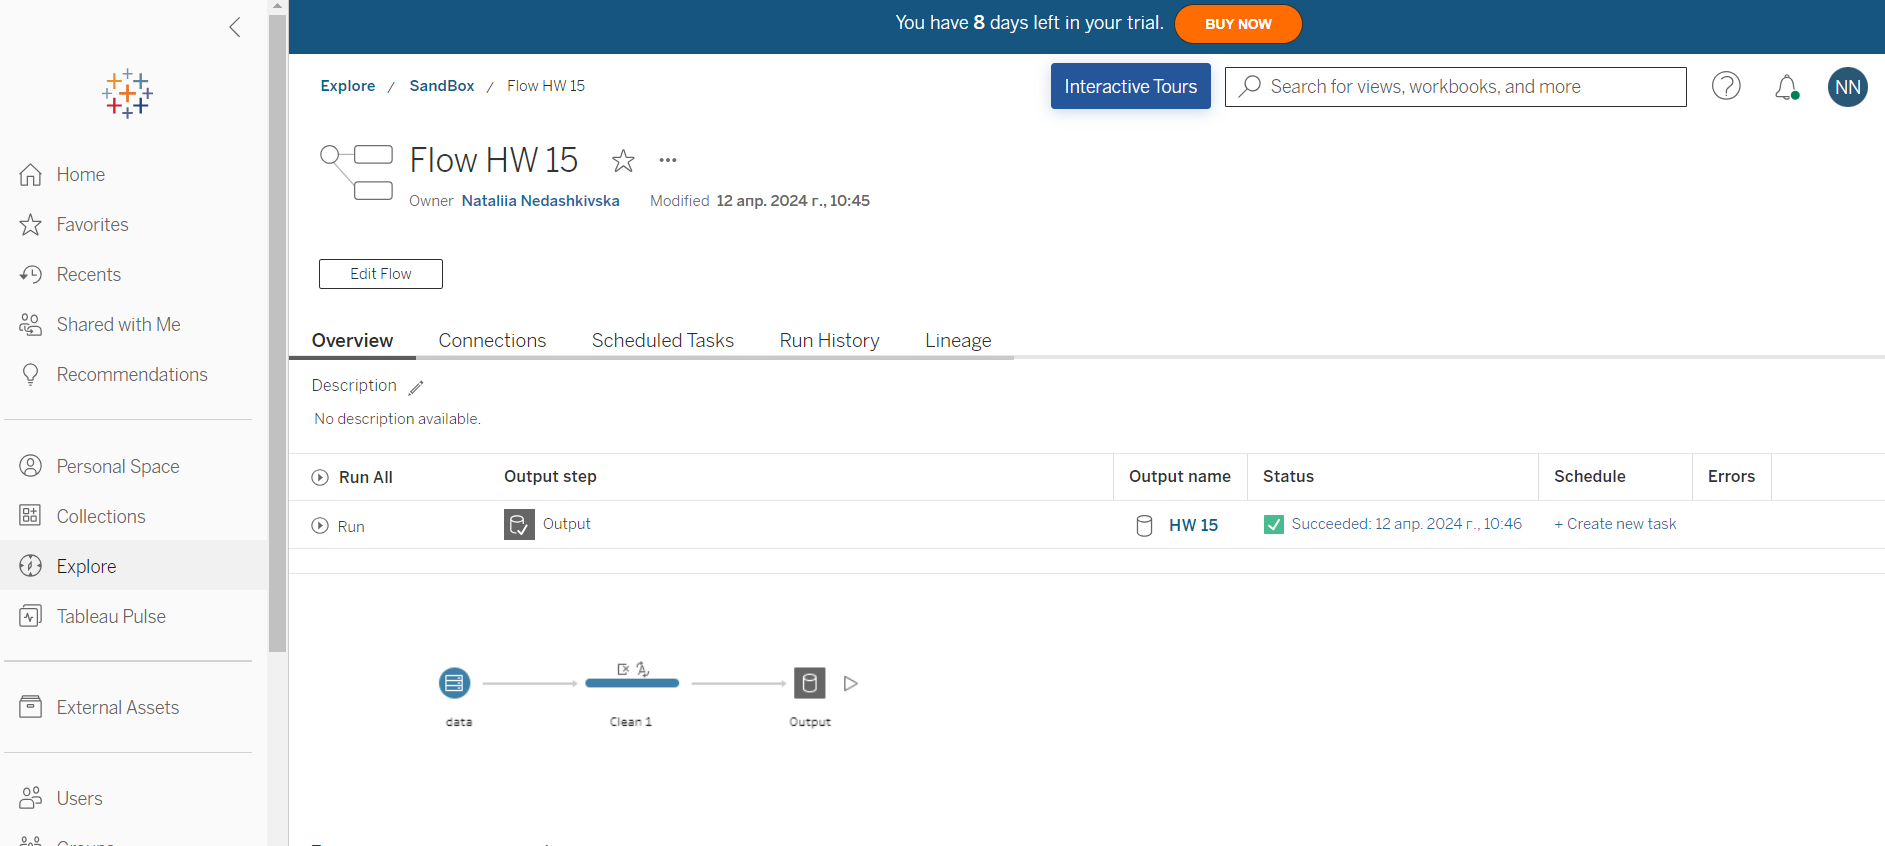 You have 8 days left in your trial. BUY NOW
Explore / SandBox / Flow HW 15
Interactive Tours
Search for views, workbooks, and more
NN
Flow HW 15
Owner Nataliia Nedashkivska Modified 12 апр. 2024 г., 10:45
Edit Flow
Home
Favorites
Recents
Shared with Me
Recommendations
Personal Space
Collections
Explore
Tableau Pulse
External Assets
Users
Overview Connections Scheduled Tasks Run History Lineage
Description
No description available.
Run All Output step Output name Status Schedule Errors
Run Output HW 15 Succeeded: 12 апр. 2024 г., 10:46 + Create new task
data Clean 1 Output